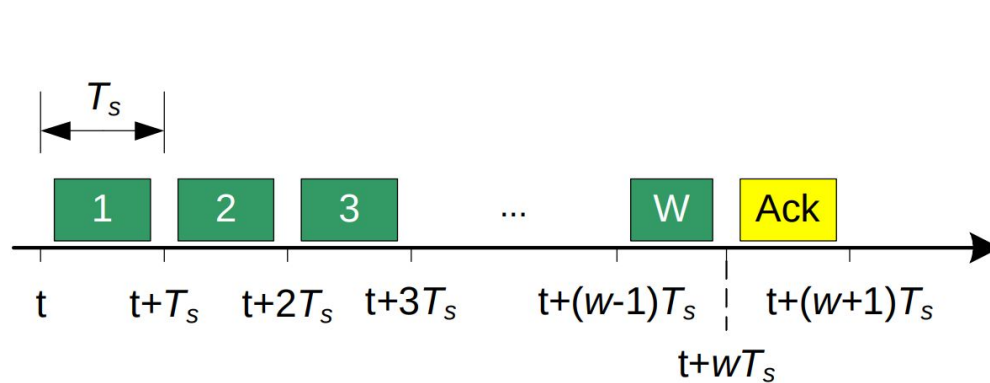 Ts
1 2 3 ... W Ack
t t+Ts t+2Ts t+3Ts t+(w-1)Ts t+(w+1)Ts
t+wTs